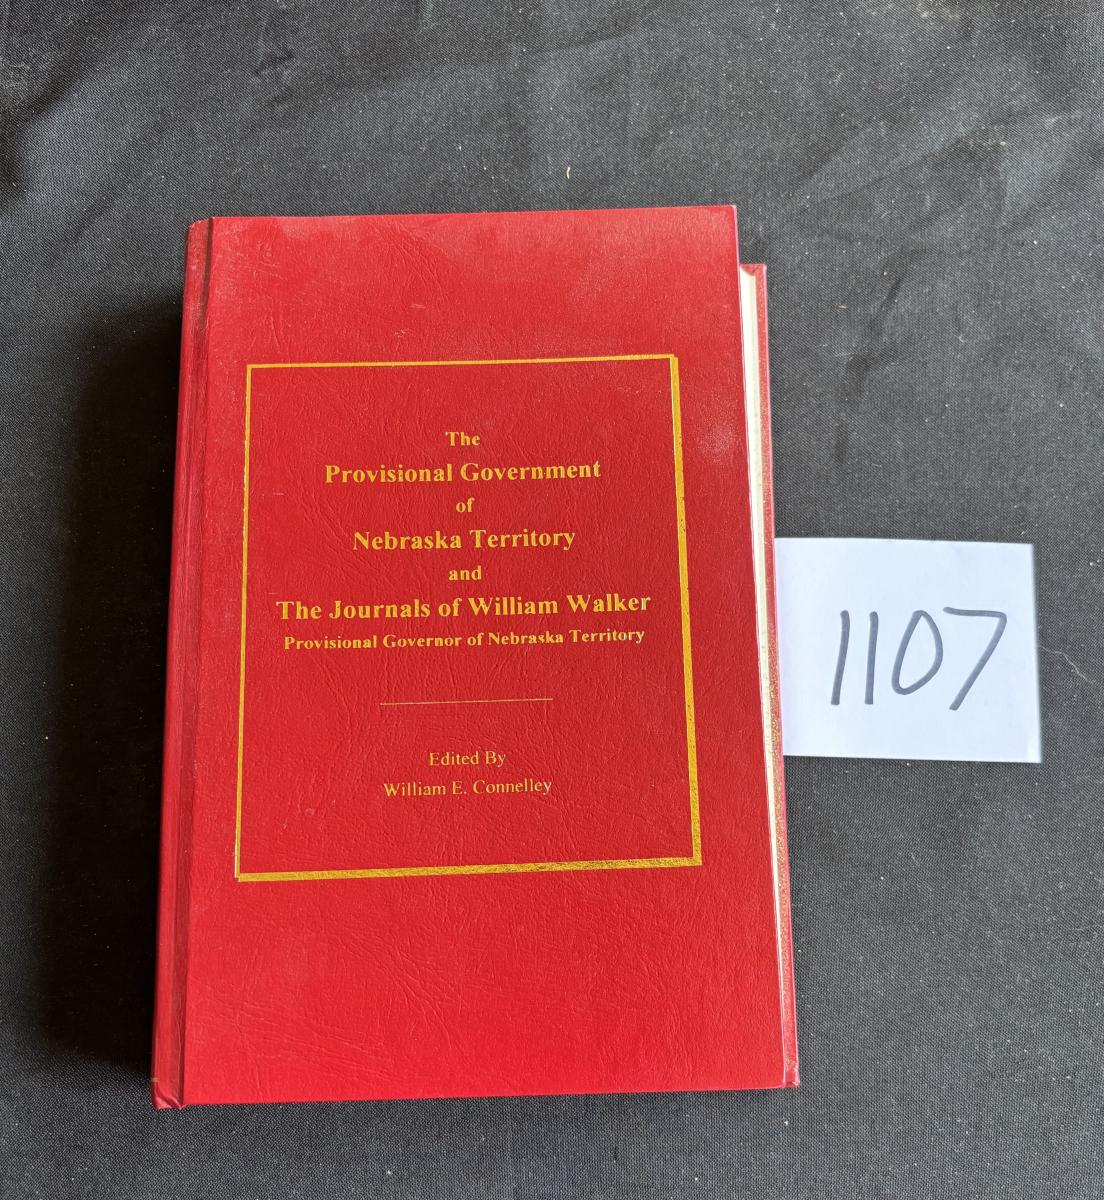 The
Provisional Government
of
Nebraska Territory
and
The Journals of William Walker
Provisional Governor of Nebraska Territory
Edited By
William E. Connelley
1107